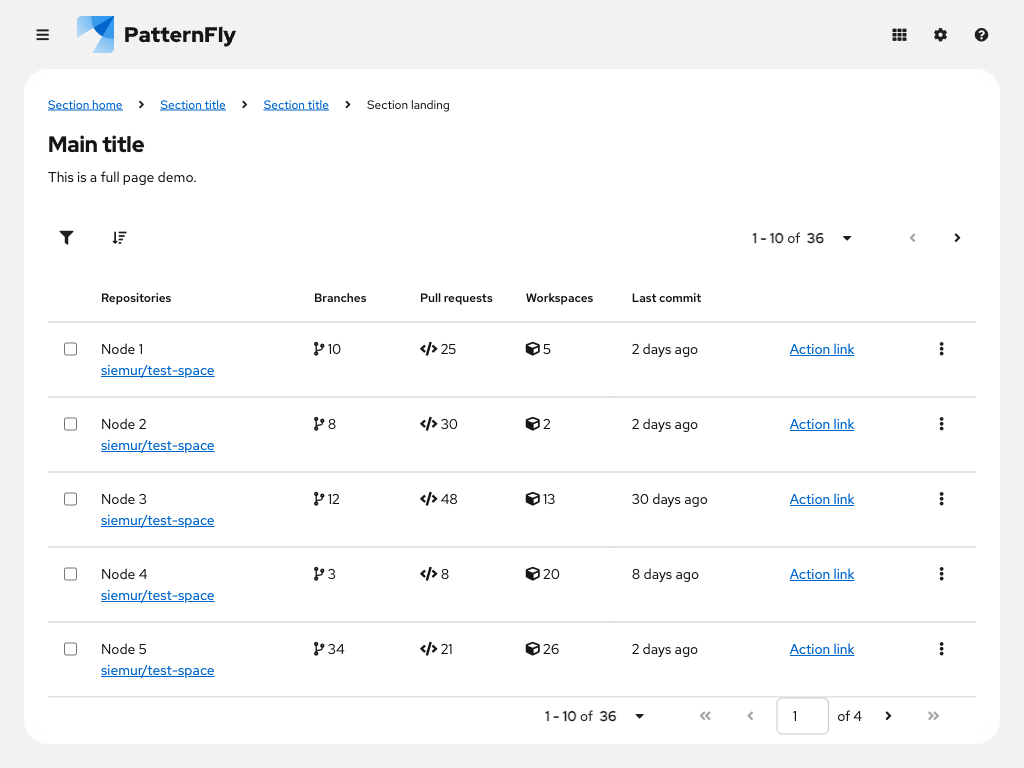 PatternFly
Section home Section title Section title Section landing
Main title
This is a full page demo.
1 - 10 of 36
Repositories Branches Pull requests Workspaces Last commit
Node 1 10 25 5 2 days ago Action link
siemur/test-space
Node 2 8 30 2 2 days ago Action link
siemur/test-space
Node 3 12 48 13 30 days ago Action link
siemur/test-space
Node 4 3 8 20 8 days ago Action link
siemur/test-space
Node 5 34 21 26 2 days ago Action link
siemur/test-space
1 - 10 of 36 1 of 4